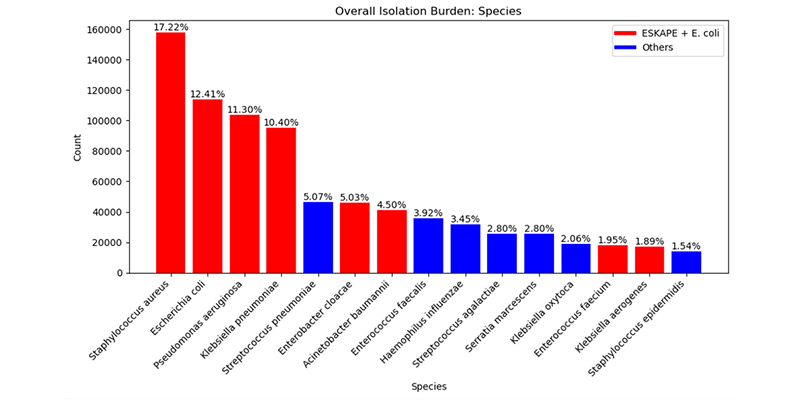 Overall Isolation Burden: Species
ESKAPE + E. coli
Others
Count
160000
140000
120000
100000
80000
60000
40000
20000
0
17.22%
12.41%
11.30%
10.40%
5.07%
5.03%
4.50%
3.92%
3.45%
2.80%
2.80%
2.06%
1.95%
1.89%
1.54%
Staphylococcus aureus
Escherichia coli
Pseudomonas aeruginosa
Klebsiella pneumoniae
Streptococcus pneumoniae
Enterobacter cloacae
Acinetobacter baumannii
Enterococcus faecalis
Haemophilus influenzae
Streptococcus agalactiae
Serratia marcescens
Klebsiella oxytoca
Enterococcus faecium
Klebsiella aerogenes
Staphylococcus epidermidis
Species